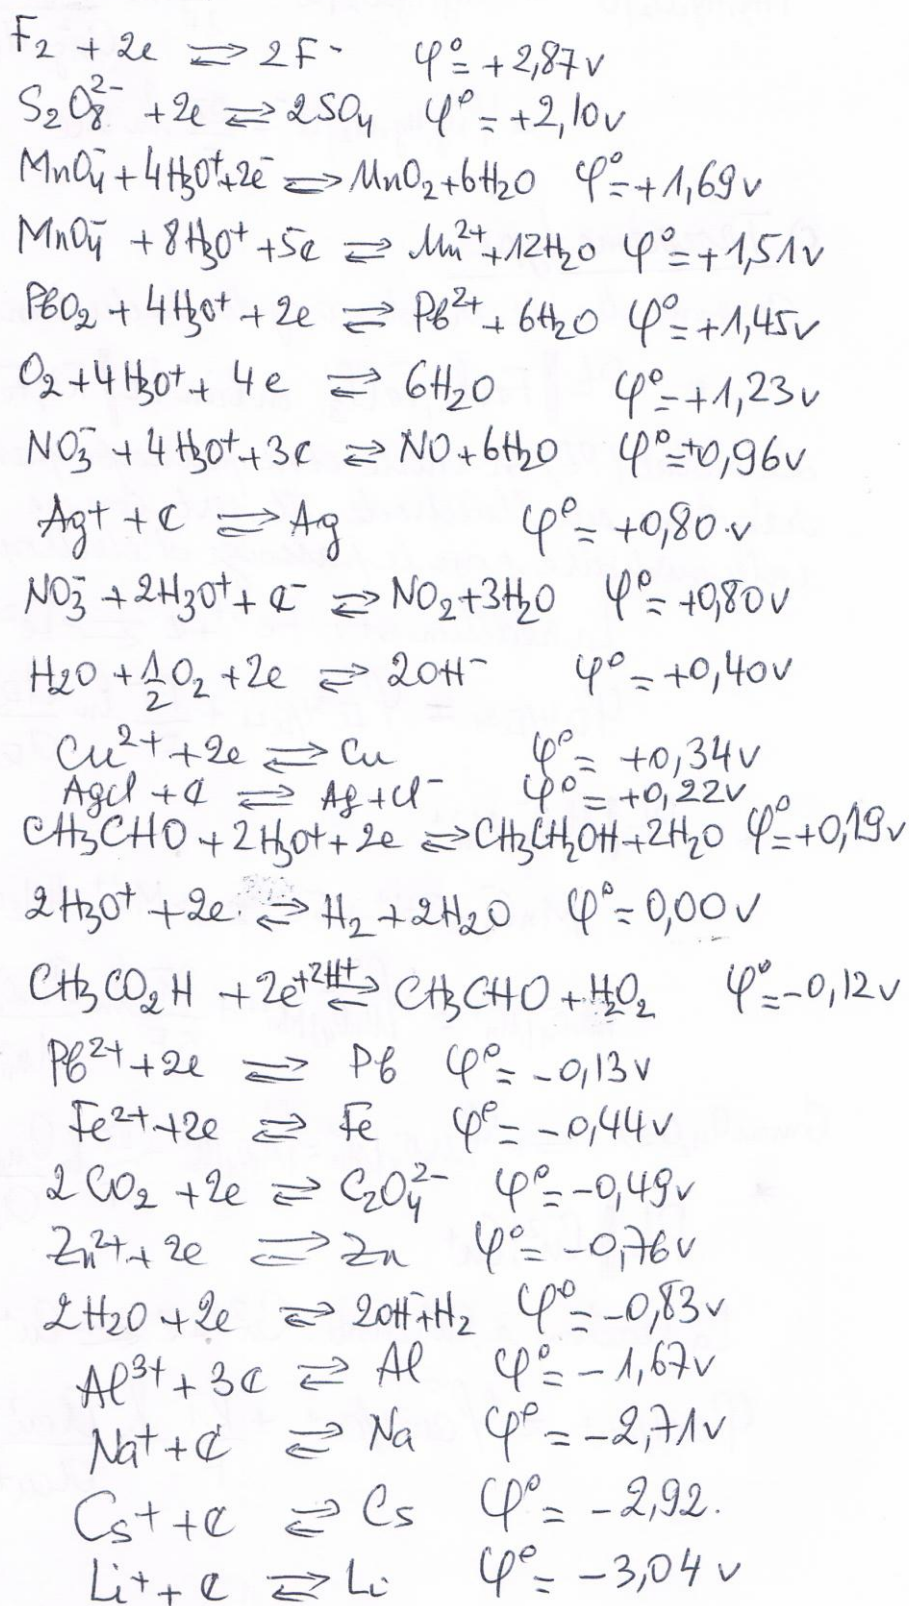 F₂ + 2e ⇌ 2F⁻ φ° = +2,87v
S₂O₈²⁻ + 2e ⇌ 2SO₄ φ° = +2,10v
MnO₄⁻ + 4H₃O⁺ + 2e⁻ ⇌ MnO₂ + 6H₂O φ° = +1,69v
MnO₄⁻ + 8H₃O⁺ + 5e ⇌ Mn²⁺ + 12H₂O φ° = +1,51v
PbO₂ + 4H₃O⁺ + 2e ⇌ Pb²⁺ + 6H₂O φ° = +1,45v
O₂ + 4H₃O⁺ + 4e ⇌ 6H₂O φ° = +1,23v
NO₃⁻ + 4H₃O⁺ + 3e ⇌ NO + 6H₂O φ° = +0,96v
Ag⁺ + e ⇌ Ag φ° = +0,80v
NO₃⁻ + 2H₃O⁺ + e⁻ ⇌ NO₂ + 3H₂O φ° = +0,80v
H₂O + 1/2 O₂ + 2e ⇌ 2OH⁻ φ° = +0,40v
Cu²⁺ + 2e ⇌ Cu φ° = +0,34v
AgCl + e ⇌ Ag + Cl⁻ φ° = +0,22v
CH₃CHO + 2H₃O⁺ + 2e ⇌ CH₃CH₂OH + 2H₂O φ° = +0,19v
2H₃O⁺ + 2e ⇌ H₂ + 2H₂O φ° = 0,00v
CH₃CO₂H + 2e +2H⁺ ⇌ CH₃CHO + H₂O₂ φ° = -0,12v
Pb²⁺ + 2e ⇌ Pb φ° = -0,13v
Fe²⁺ + 2e ⇌ Fe φ° = -0,44v
2CO₂ + 2e ⇌ C₂O₄²⁻ φ° = -0,49v
Zn²⁺ + 2e ⇌ Zn φ° = -0,76v
2H₂O + 2e ⇌ 2OH⁻ + H₂ φ° = -0,83v
Al³⁺ + 3e ⇌ Al φ° = -1,67v
Na⁺ + e ⇌ Na φ° = -2,71v
Cs⁺ + e ⇌ Cs φ° = -2,92.
Li⁺ + e ⇌ Li φ° = -3,04v